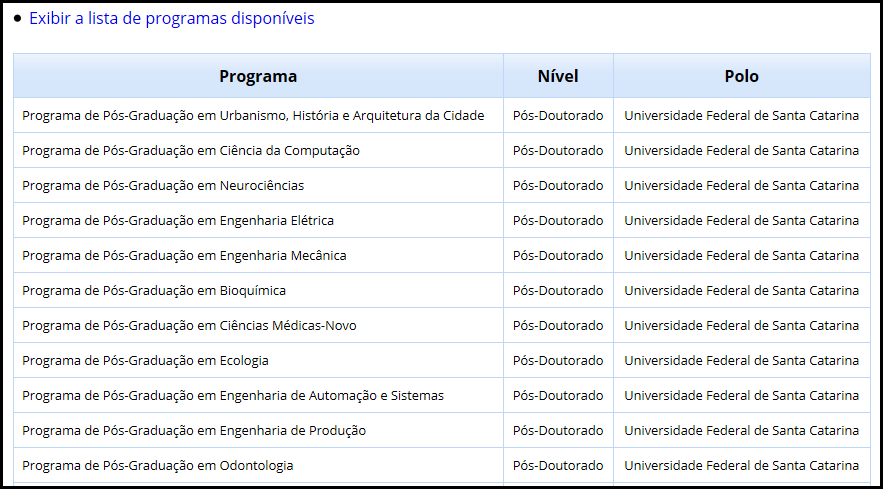 Exibir a lista de programas disponíveis
Programa Nível Polo
Programa de Pós-Graduação em Urbanismo, História e Arquitetura da Cidade Pós-Doutorado Universidade Federal de Santa Catarina
Programa de Pós-Graduação em Ciência da Computação Pós-Doutorado Universidade Federal de Santa Catarina
Programa de Pós-Graduação em Neurociências Pós-Doutorado Universidade Federal de Santa Catarina
Programa de Pós-Graduação em Engenharia Elétrica Pós-Doutorado Universidade Federal de Santa Catarina
Programa de Pós-Graduação em Engenharia Mecânica Pós-Doutorado Universidade Federal de Santa Catarina
Programa de Pós-Graduação em Bioquímica Pós-Doutorado Universidade Federal de Santa Catarina
Programa de Pós-Graduação em Ciências Médicas-Novo Pós-Doutorado Universidade Federal de Santa Catarina
Programa de Pós-Graduação em Ecologia Pós-Doutorado Universidade Federal de Santa Catarina
Programa de Pós-Graduação em Engenharia de Automação e Sistemas Pós-Doutorado Universidade Federal de Santa Catarina
Programa de Pós-Graduação em Engenharia de Produção Pós-Doutorado Universidade Federal de Santa Catarina
Programa de Pós-Graduação em Odontologia Pós-Doutorado Universidade Federal de Santa Catarina